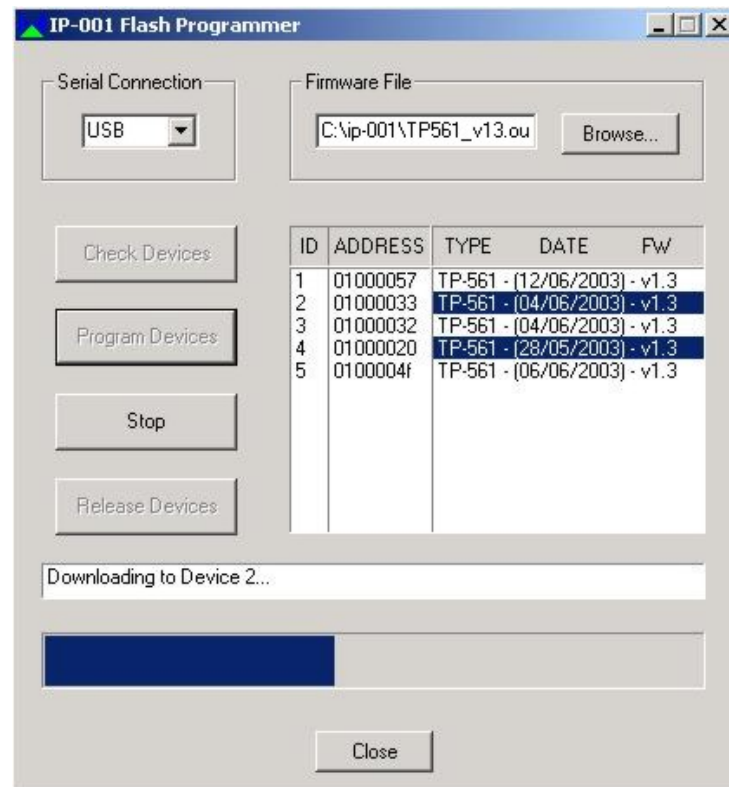 IP-001 Flash Programmer
Serial Connection
Firmware File
USB
C:\ip-001\TP561_v13.ou
Browse...
Check Devices
Program Devices
Stop
Release Devices
ID ADDRESS TYPE DATE FW
1 01000057 TP-561 - (12/06/2003) - v1.3
2 01000033 TP-561 - (04/06/2003) - v1.3
3 01000032 TP-561 - (04/06/2003) - v1.3
4 01000020 TP-561 - (28/05/2003) - v1.3
5 0100004f TP-561 - (06/06/2003) - v1.3
Downloading to Device 2...
Close